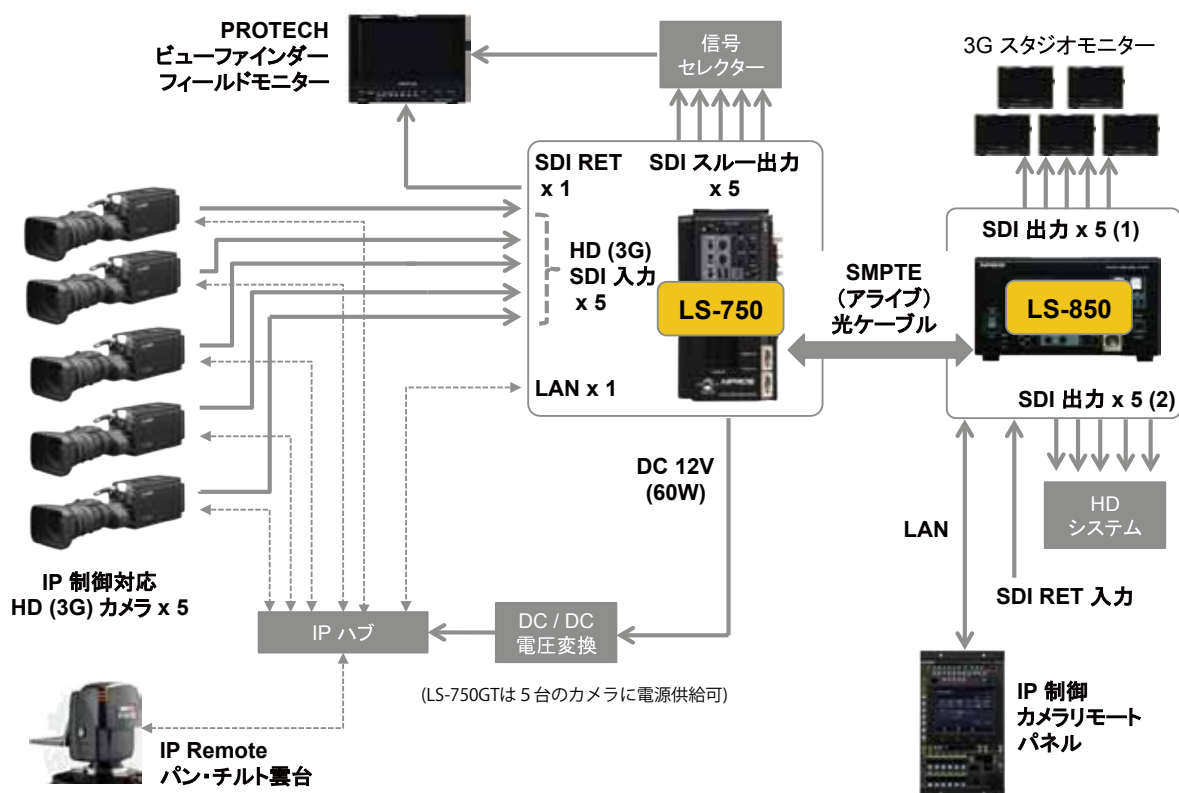 PROTECH
ビューファインダー
フィールドモニター
信号
セレクター
3G スタジオモニター
SDI RET
x 1
SDI スルー出力
x 5
HD (3G)
SDI 入力
x 5
LS-750
LAN x 1
SMPTE
(アライブ)
光ケーブル
SDI 出力 x 5 (1)
LS-850
SDI 出力 x 5 (2)
DC 12V
(60W)
LAN
HD
システム
SDI RET 入力
IP 制御対応
HD (3G) カメラ x 5
IP ハブ
DC / DC
電圧変換
(LS-750GTは 5 台のカメラに電源供給可)
IP Remote
パン・チルト雲台
IP 制御
カメラリモート
パネル